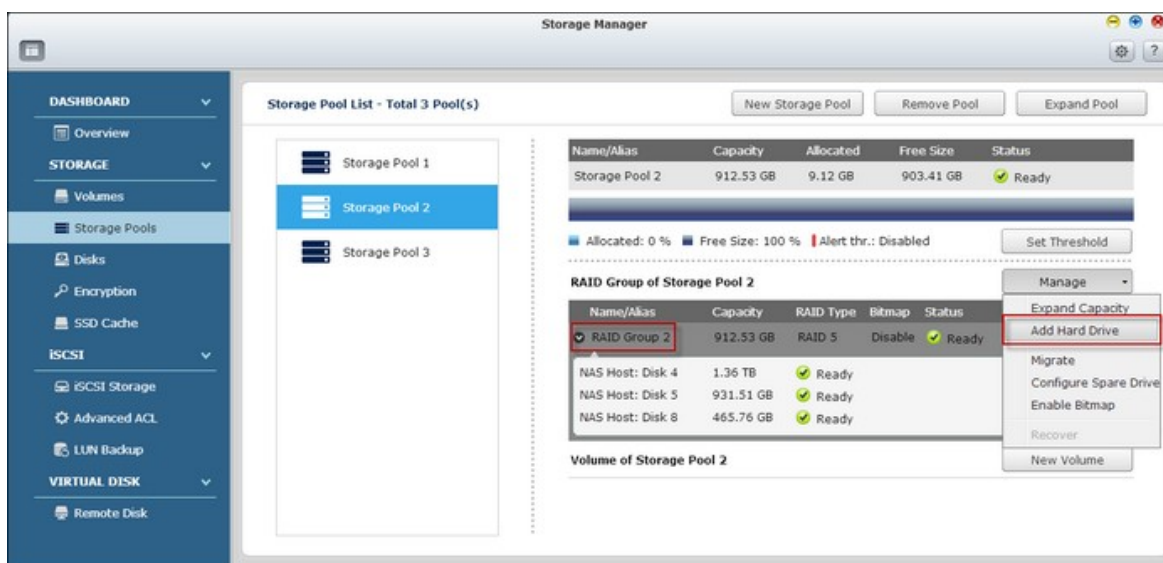 Storage Manager
?
DASHBOARD
Overview
STORAGE
Volumes
Storage Pools
Disks
Encryption
SSD Cache
iSCSI
iSCSI Storage
Advanced ACL
LUN Backup
VIRTUAL DISK
Remote Disk
Storage Pool List - Total 3 Pool(s)
New Storage Pool Remove Pool Expand Pool
Storage Pool 1
Storage Pool 2
Storage Pool 3
Name/Alias Capacity Allocated Free Size Status
Storage Pool 2 912.53 GB 9.12 GB 903.41 GB Ready
Allocated: 0 % Free Size: 100 % Alert thr.: Disabled Set Threshold
RAID Group of Storage Pool 2 Manage
Name/Alias Capacity RAID Type Bitmap Status
RAID Group 2 912.53 GB RAID 5 Disable Ready
NAS Host: Disk 4 1.36 TB Ready
NAS Host: Disk 5 931.51 GB Ready
NAS Host: Disk 8 465.76 GB Ready
Expand Capacity
Add Hard Drive
Migrate
Configure Spare Drive
Enable Bitmap
Recover
Volume of Storage Pool 2 New Volume